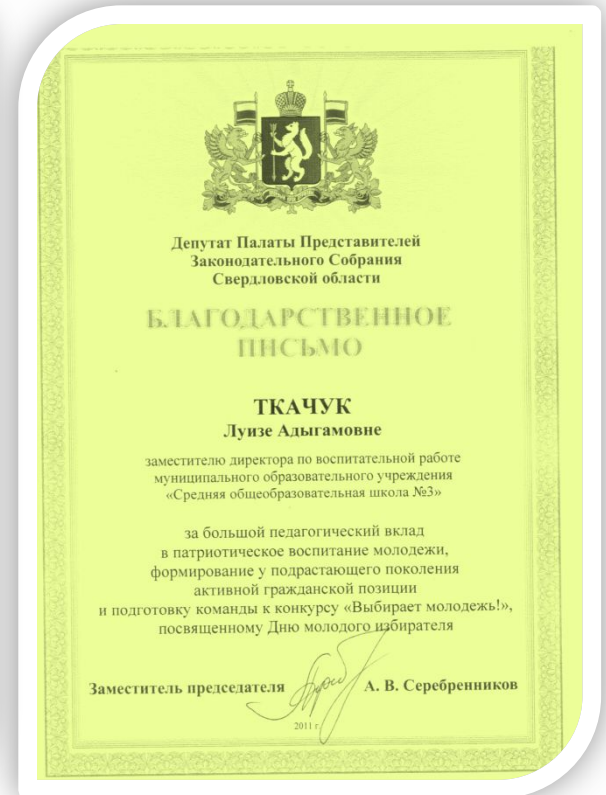 Депутат Палаты Представителей
Законодательного Собрания
Свердловской области
БЛАГОДАРСТВЕННОЕ
ПИСЬМО
ТКАЧУК
Луизе Адыгамовне
заместителю директора по воспитательной работе
муниципального образовательного учреждения
«Средняя общеобразовательная школа №3»
за большой педагогический вклад
в патриотическое воспитание молодежи,
формирование у подрастающего поколения
активной гражданской позиции
и подготовку команды к конкурсу «Выбирает молодежь!»,
посвященному Дню молодого избирателя
Заместитель председателя А. В. Серебренников
2011 г.